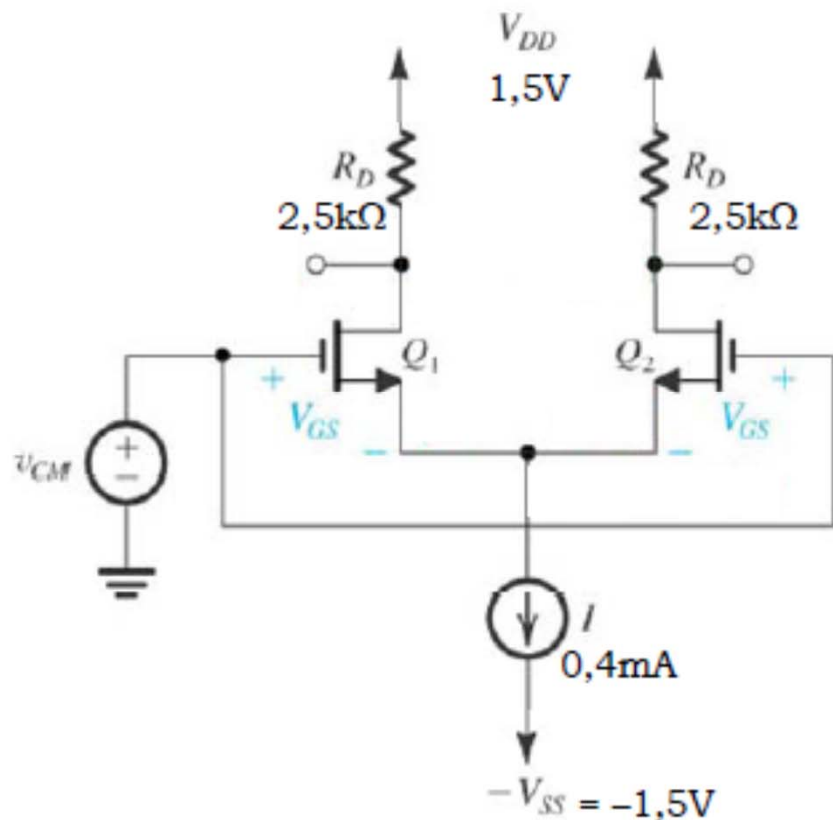 V_DD
1,5V
R_D
R_D
2,5kΩ
2,5kΩ
Q_1
Q_2
+
+
V_GS
V_GS
−
−
+
−
v_CM
I
0,4mA
−V_SS = −1,5V